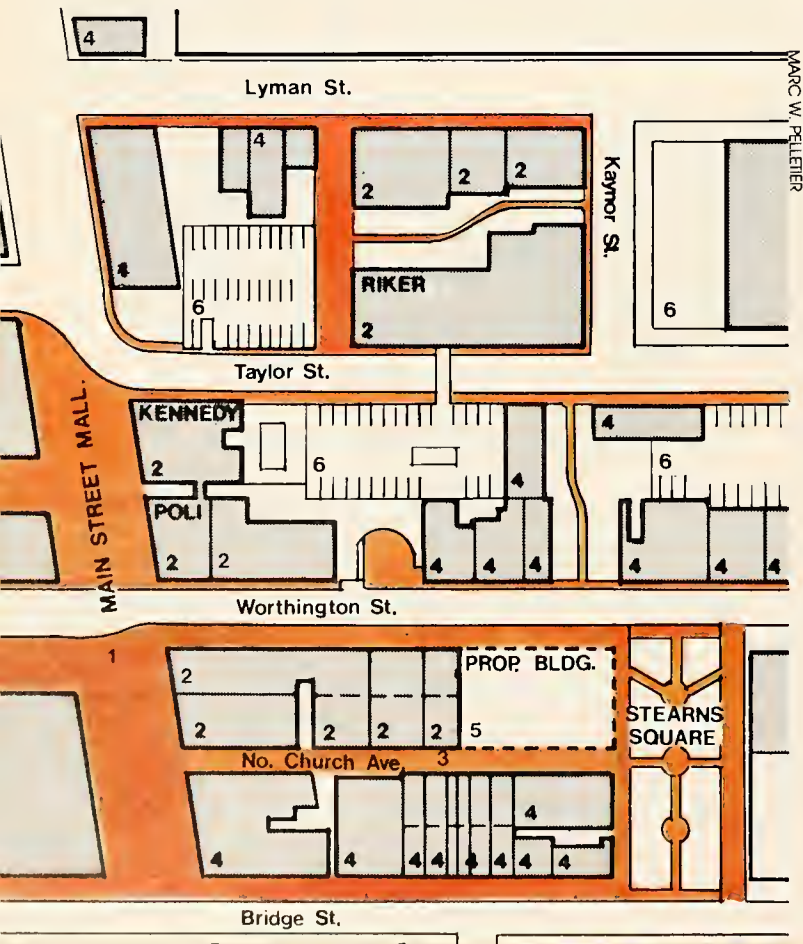 4
Lyman St.
MARC W. PELLETIER
4
2
2
2
Kaynor St.
4
6
RIKER
2
6
Taylor St.
MAIN STREET MALL.
KENNEDY
2
6
4
4
6
POLI
2
2
4
4
4
4
4
4
Worthington St.
1
2
PROP. BLDG.
STEARNS
SQUARE
2
2
2
2
5
No. Church Ave.
3
4
4
4
4
4
4
4
4
4
Bridge St.